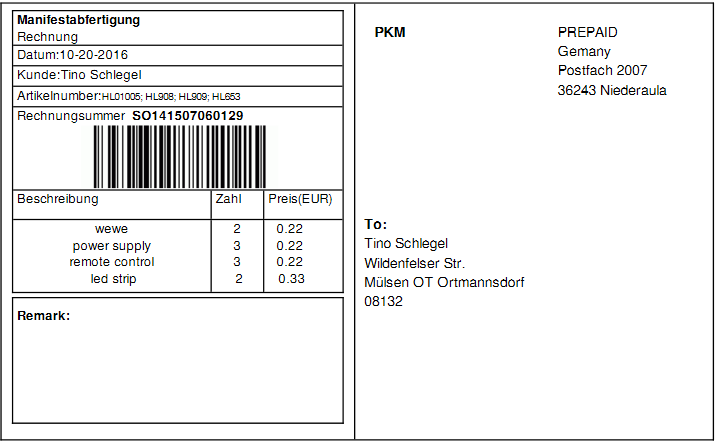 Manifestabfertigung
Rechnung
Datum:10-20-2016
Kunde:Tino Schlegel
Artikelnumber:HL01005; HL908; HL909; HL653
Rechnungsummer SO141507060129
Beschreibung Zahl Preis(EUR)
wewe 2 0.22
power supply 3 0.22
remote control 3 0.22
led strip 2 0.33
Remark:
PKM PREPAID
Gemany
Postfach 2007
36243 Niederaula
To:
Tino Schlegel
Wildenfelser Str.
Mülsen OT Ortmannsdorf
08132